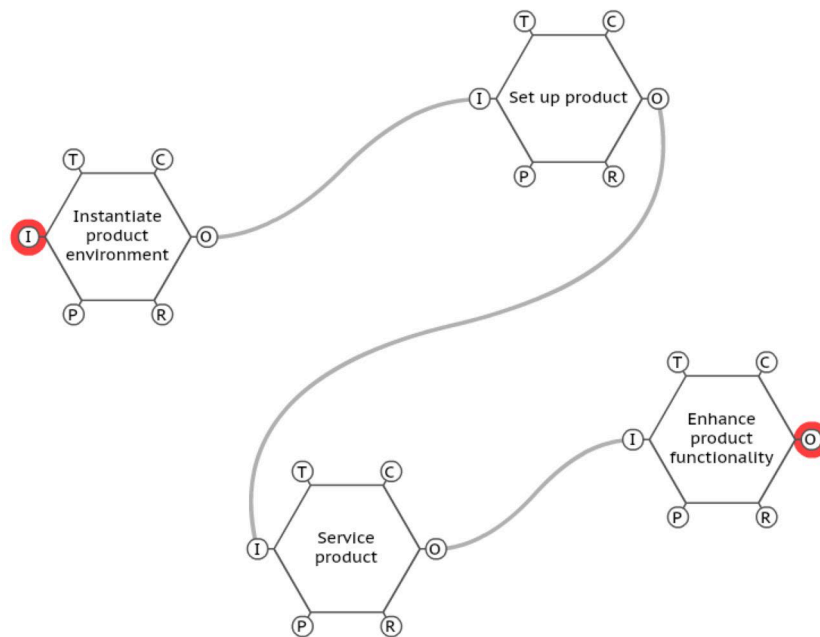 T C
I Set up product O
P R
T C
I Instantiate
product
environment O
P R
T C
I Enhance
product
functionality O
P R
T C
I Service
product O
P R